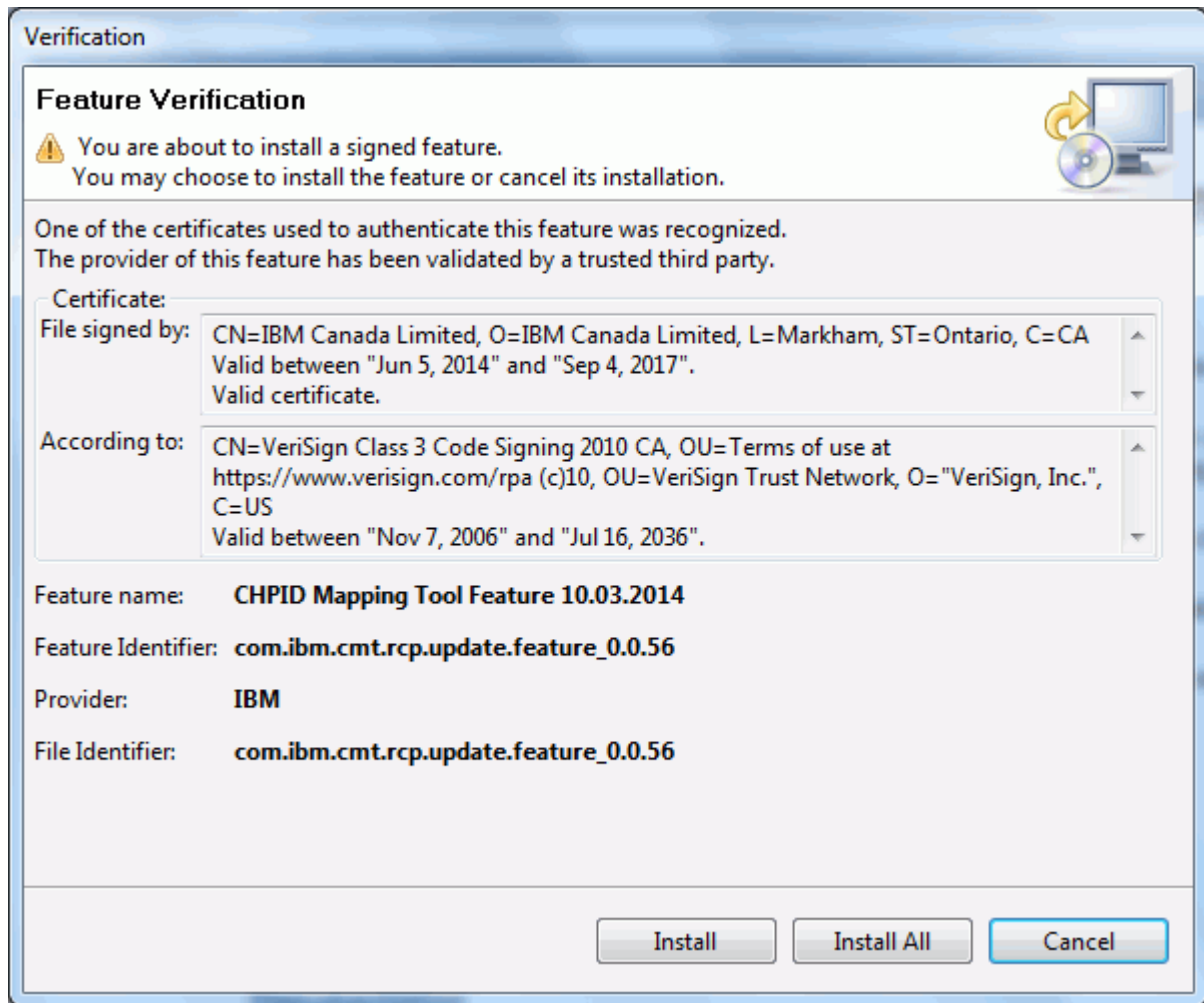 Verification
Feature Verification
You are about to install a signed feature.
You may choose to install the feature or cancel its installation.
One of the certificates used to authenticate this feature was recognized.
The provider of this feature has been validated by a trusted third party.
Certificate:
File signed by: CN=IBM Canada Limited, O=IBM Canada Limited, L=Markham, ST=Ontario, C=CA
Valid between "Jun 5, 2014" and "Sep 4, 2017".
Valid certificate.
According to: CN=VeriSign Class 3 Code Signing 2010 CA, OU=Terms of use at
https://www.verisign.com/rpa (c)10, OU=VeriSign Trust Network, O="VeriSign, Inc.",
C=US
Valid between "Nov 7, 2006" and "Jul 16, 2036".
Feature name: CHPID Mapping Tool Feature 10.03.2014
Feature Identifier: com.ibm.cmt.rcp.update.feature_0.0.56
Provider: IBM
File Identifier: com.ibm.cmt.rcp.update.feature_0.0.56
Install Install All Cancel